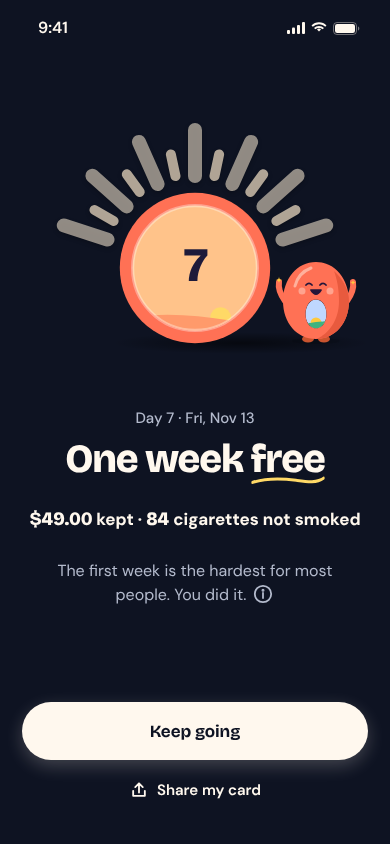 9:41
7
Day 7 · Fri, Nov 13
One week free
$49.00 kept · 84 cigarettes not smoked
The first week is the hardest for most
people. You did it.
Keep going
Share my card